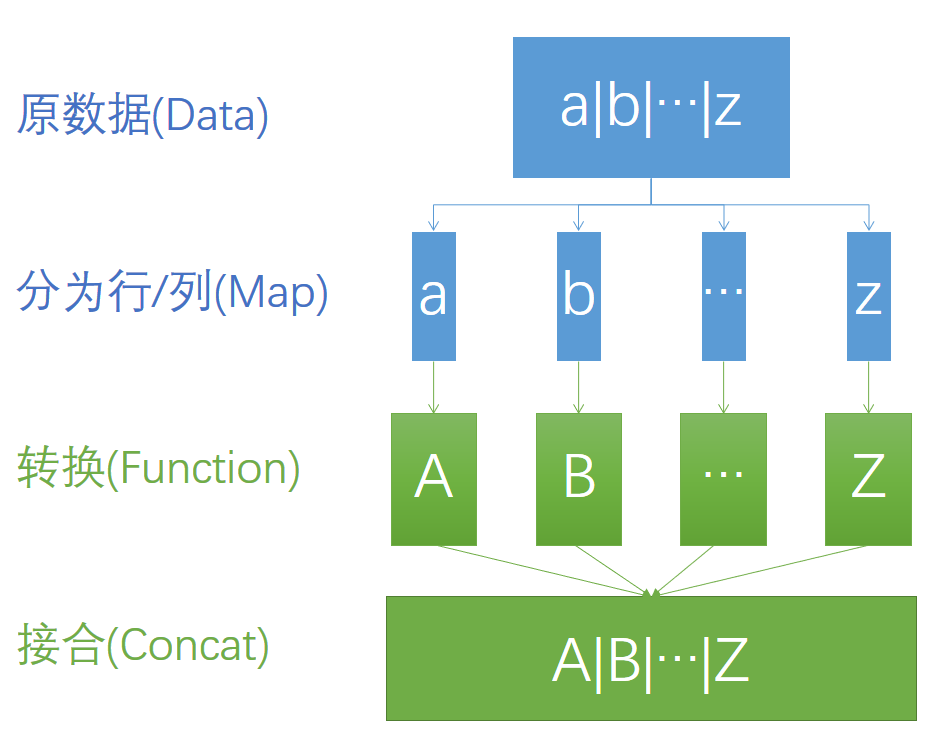 原数据(Data)
a|b|···|z
分为行/列(Map)
a
b
···
z
转换(Function)
A
B
···
Z
接合(Concat)
A|B|···|Z